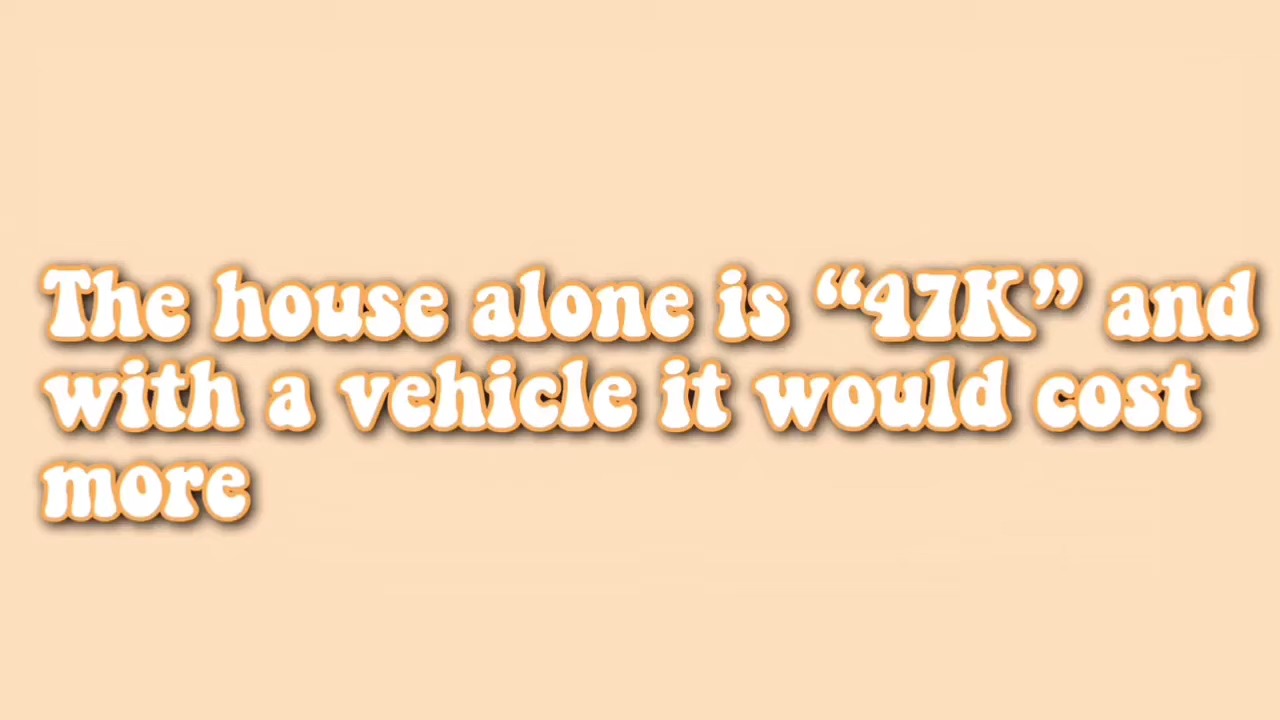 The house alone is “47K” and
with a vehicle it would cost
more